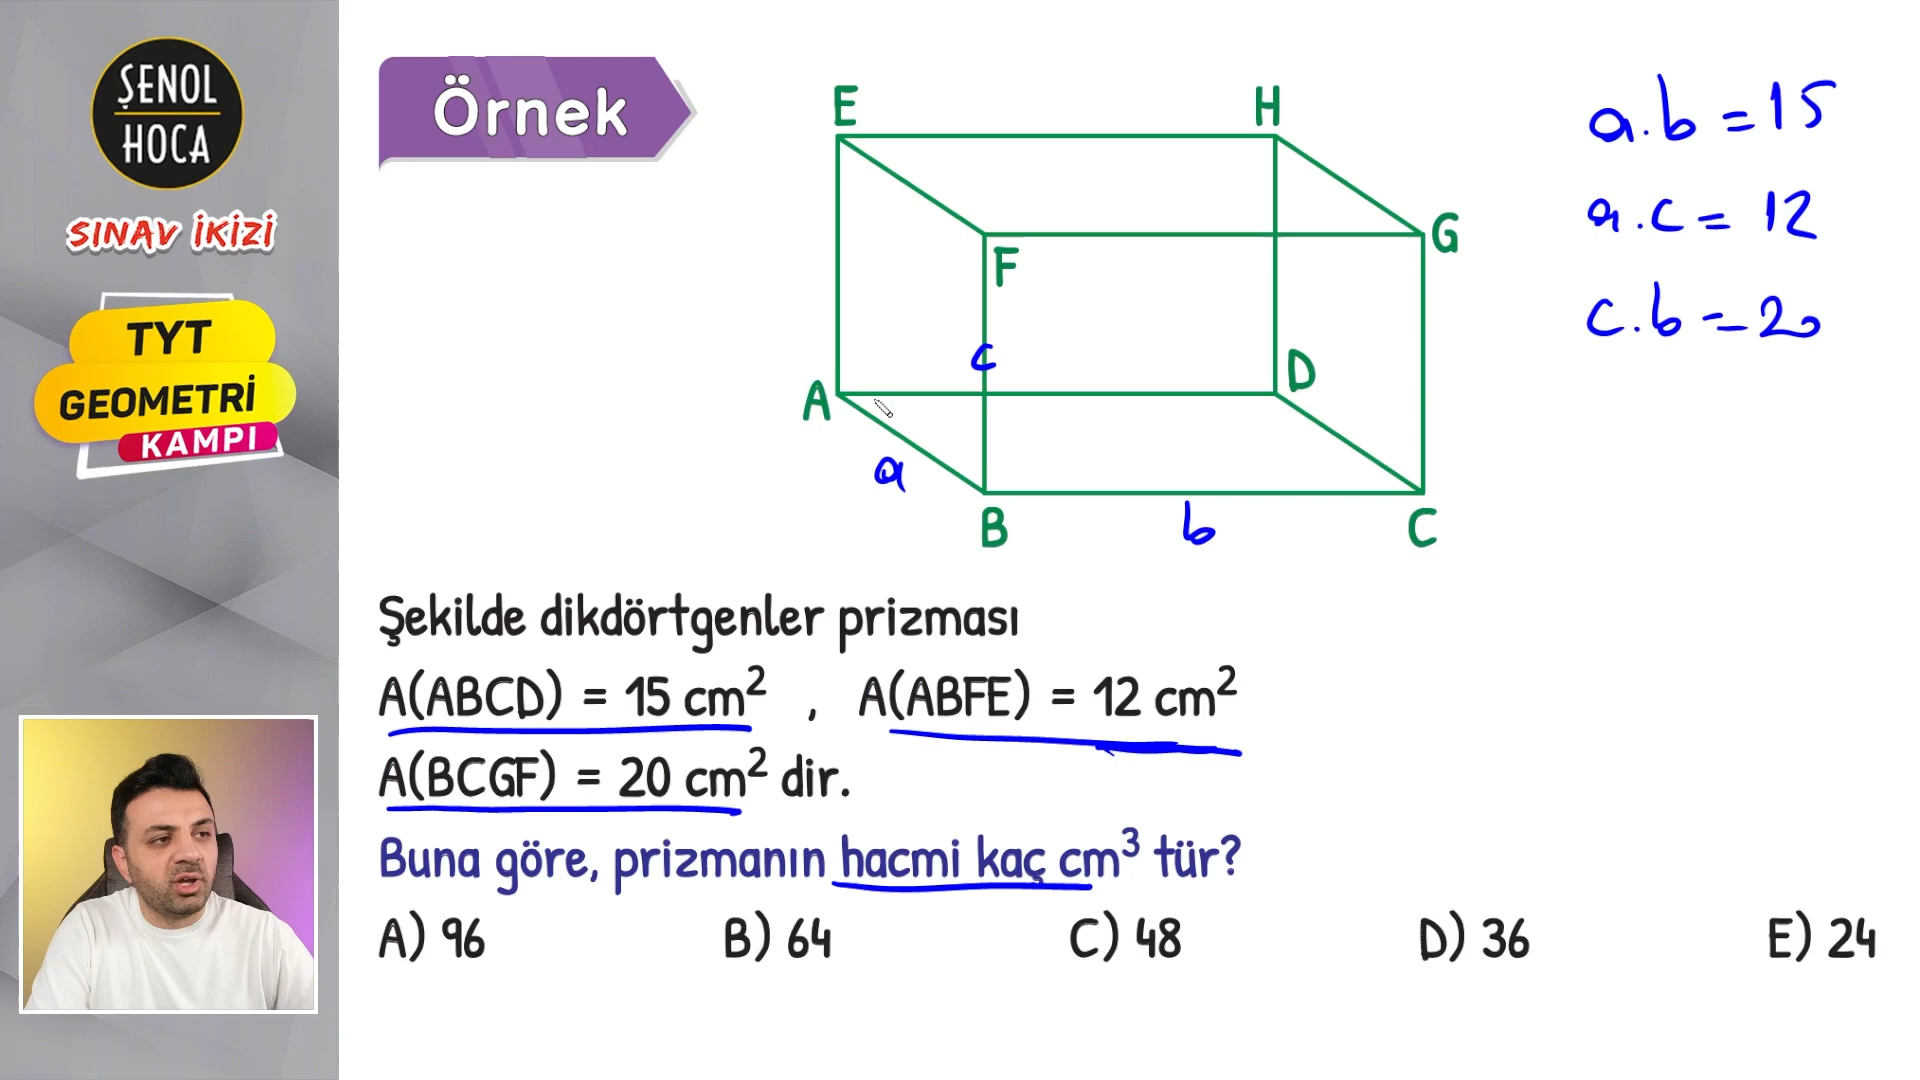 ŞENOL
HOCA
SINAV İKİZİ
TYT
GEOMETRİ
KAMPI
Örnek
E
H
F
G
c
A
D
a
B
b
C
a.b = 15
a.c = 12
c.b = 20
Şekilde dikdörtgenler prizması
A(ABCD) = 15 cm² , A(ABFE) = 12 cm²
A(BCGF) = 20 cm² dir.
Buna göre, prizmanın hacmi kaç cm³ tür?
A) 96 B) 64 C) 48 D) 36 E) 24